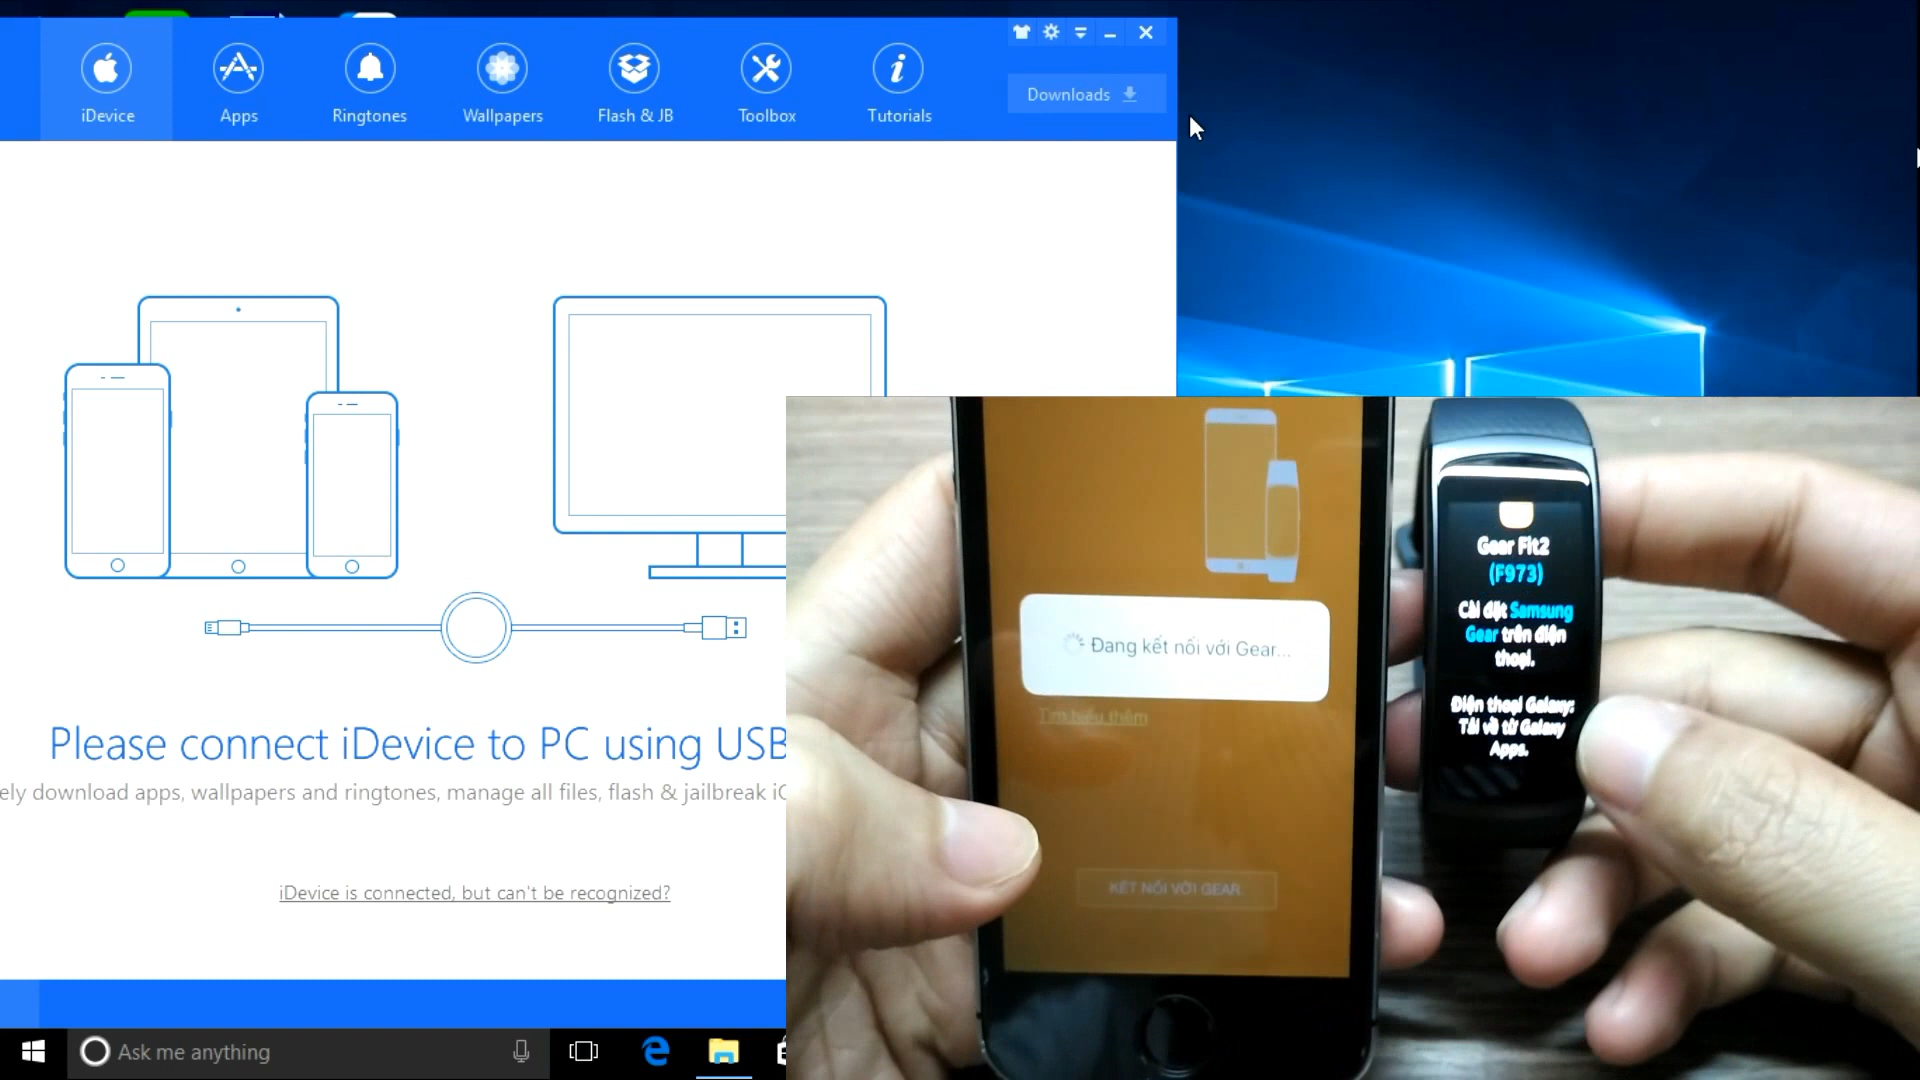 iDevice
Apps
Ringtones
Wallpapers
Flash & JB
Toolbox
Tutorials
Downloads
Please connect iDevice to PC using USB
ely download apps, wallpapers and ringtones, manage all files, flash & jailbreak
iDevice is connected, but can't be recognized?
Ask me anything
Đang kết nối với Gear...
Tìm hiểu thêm
KẾT NỐI VỚI GEAR
Gear Fit2
(F973)
Cài đặt Samsung
Gear trên điện
thoại.
Điện thoại Galaxy:
Tải về từ Galaxy
Apps.